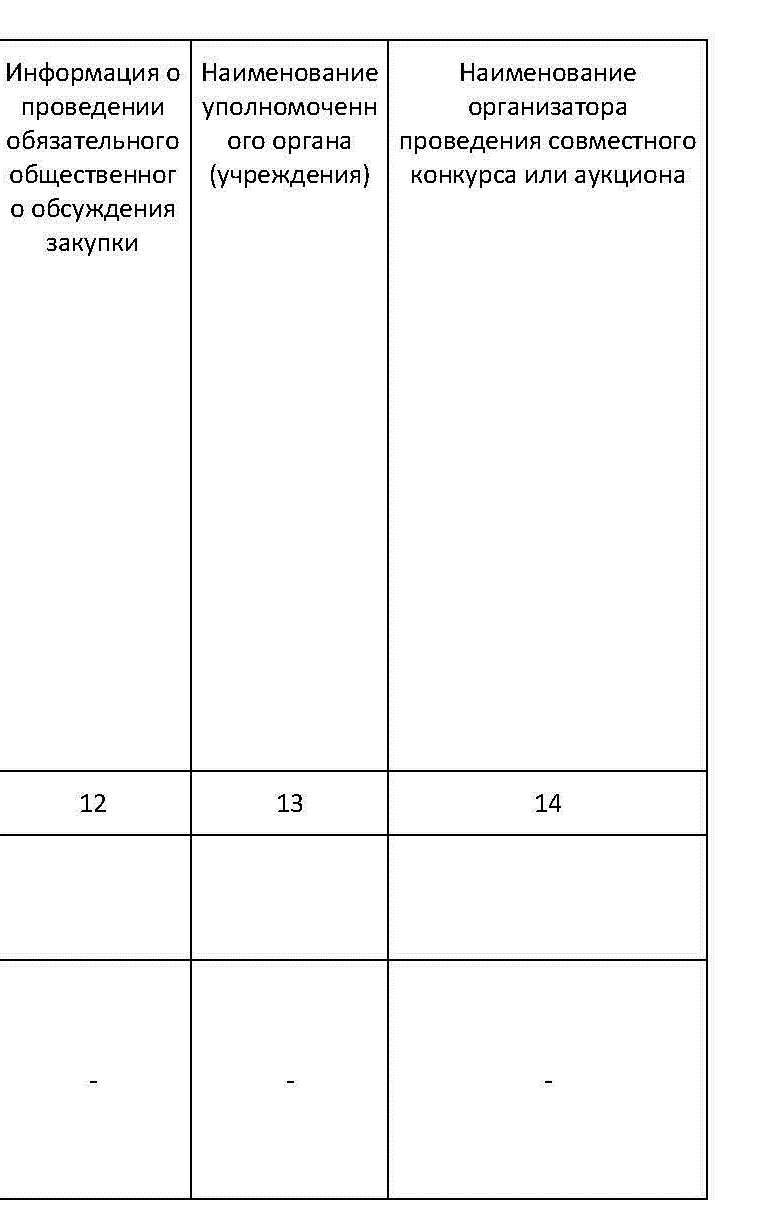 Информация о
проведении
обязательного
общественног
о обсуждения
закупки
Наименование
уполномоченн
ого органа
(учреждения)
Наименование
организатора
проведения совместного
конкурса или аукциона
12
13
14
-
-
-